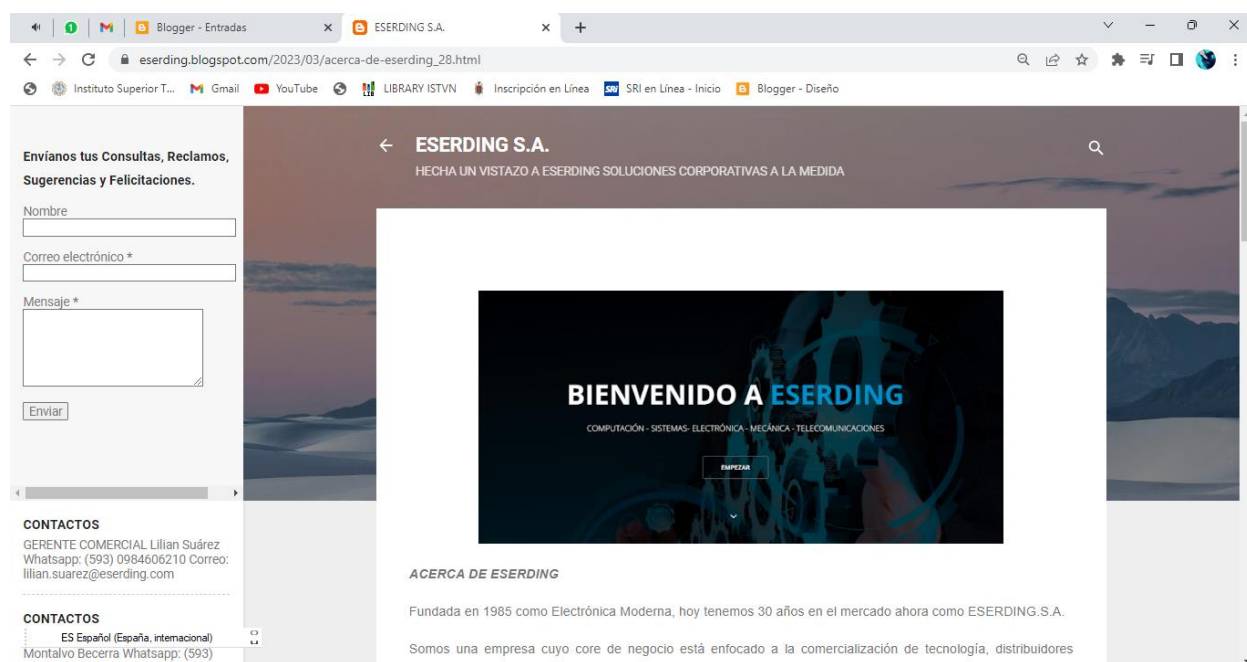 1
Blogger - Entradas
ESERDING S.A.
eserding.blogspot.com/2023/03/acerca-de-eserding_28.html
Instituto Superior T...
Gmail
YouTube
LIBRARY ISTVN
Inscripción en Línea
SRI
SRI en Línea - Inicio
Blogger - Diseño
Envíanos tus Consultas, Reclamos,
Sugerencias y Felicitaciones.
Nombre
Correo electrónico *
Mensaje *
Enviar
CONTACTOS
GERENTE COMERCIAL Lilian Suárez
Whatsapp: (593) 0984606210 Correo:
lilian.suarez@eserding.com
CONTACTOS
ES Español (España, internacional)
Montalvo Becerra Whatsapp: (593)
ESERDING S.A.
HECHA UN VISTAZO A ESERDING SOLUCIONES CORPORATIVAS A LA MEDIDA
BIENVENIDO A ESERDING
COMPUTACIÓN - SISTEMAS- ELECTRÓNICA - MECÁNICA - TELECOMUNICACIONES
EMPEZAR
ACERCA DE ESERDING
Fundada en 1985 como Electrónica Moderna, hoy tenemos 30 años en el mercado ahora como ESERDING.S.A.
Somos una empresa cuyo core de negocio está enfocado a la comercialización de tecnología, distribuidores